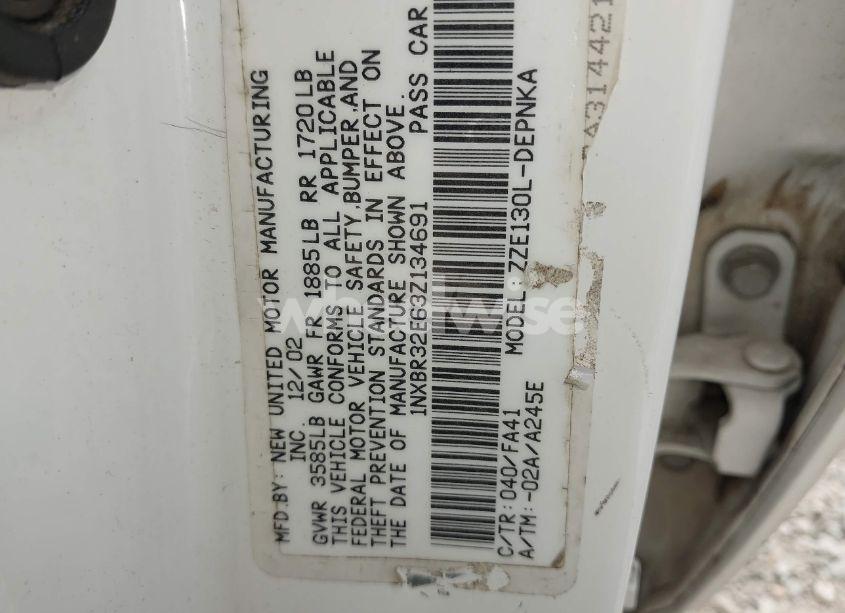 MFD.BY: NEW UNITED MOTOR MANUFACTURING
INC. 12/02
GVWR 3585LB GAWR FR 1885LB RR 1720LB
THIS VEHICLE CONFORMS TO ALL APPLICABLE
FEDERAL MOTOR VEHICLE SAFETY,BUMPER,AND
THEFT PREVENTION STANDARDS IN EFFECT ON
THE DATE OF MANUFACTURE SHOWN ABOVE.
1NXBR32E63Z134691 PASS CAR
C/TR:040/FA41 MODEL:ZZE130L-DEPNKA
A/TM:-02A/A245E
A314421
wheelwise